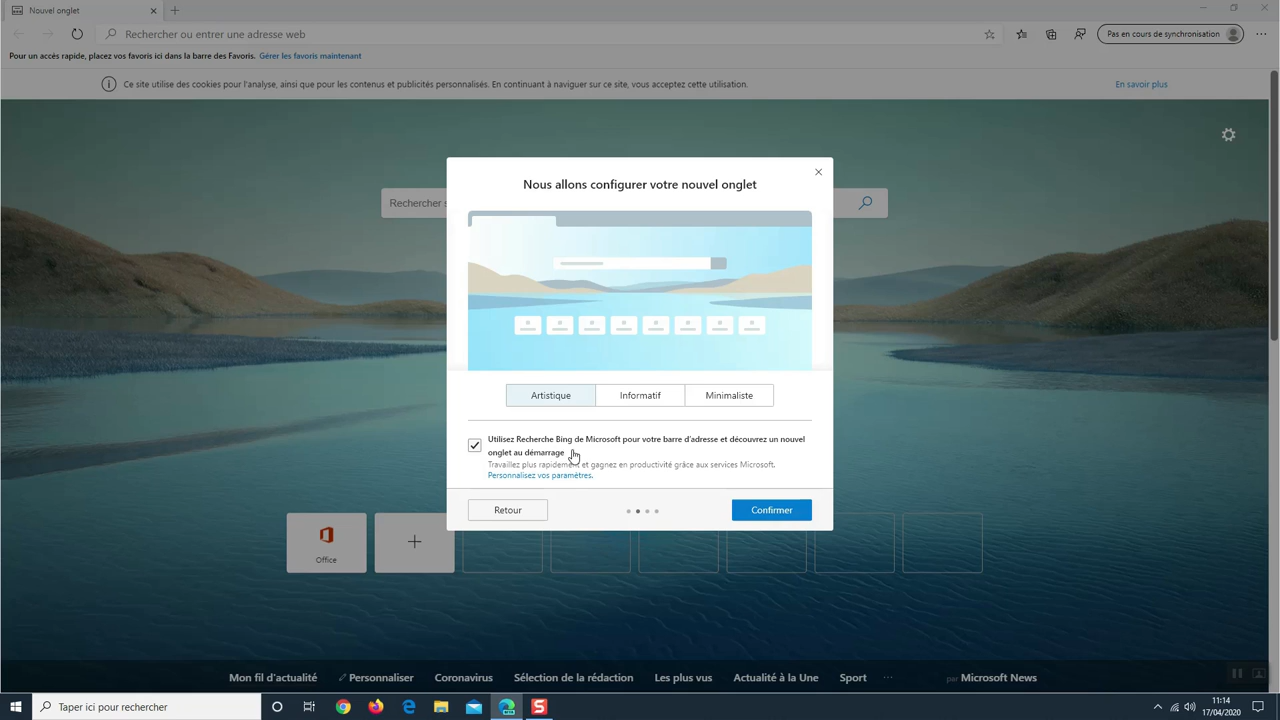 Nouvel onglet
Rechercher ou entrer une adresse web
Pas en cours de synchronisation
Pour un accès rapide, placez vos favoris ici dans la barre des Favoris. Gérer les favoris maintenant
Ce site utilise des cookies pour l'analyse, ainsi que pour les contenus et publicités personnalisés. En continuant à naviguer sur ce site, vous acceptez cette utilisation.
En savoir plus
Nous allons configurer votre nouvel onglet
Rechercher s
Artistique
Informatif
Minimaliste
Utilisez Recherche Bing de Microsoft pour votre barre d'adresse et découvrez un nouvel
onglet au démarrage
Travaillez plus rapidement et gagnez en productivité grâce aux services Microsoft.
Personnalisez vos paramètres.
Retour
Confirmer
Office
Mon fil d'actualité
Personnaliser
Coronavirus
Sélection de la rédaction
Les plus vus
Actualité à la Une
Sport
par Microsoft News
Taper ici pour rechercher
11:14
17/04/2020